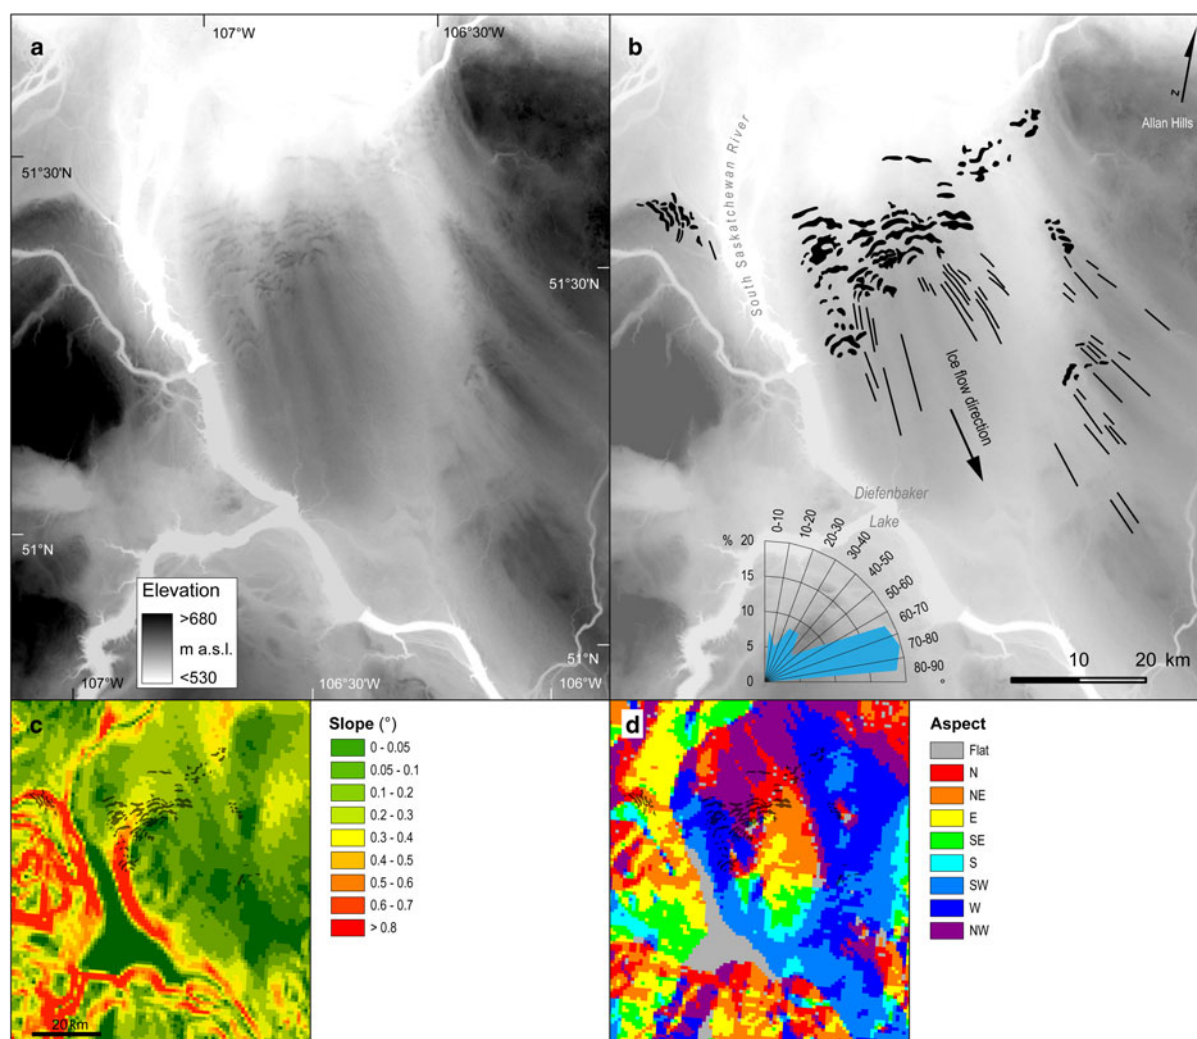 a
107°W
106°30'W
51°30'N
51°30'N
51°N
51°N
Elevation
>680
m a.s.l.
<530
107°W
106°30'W
106°W
b
N
Allan Hills
South Saskatchewan River
Ice flow direction
Diefenbaker
Lake
%
20
15
10
5
0
0-10
10-20
20-30
30-40
40-50
50-60
60-70
70-80
80-90
°
10 20 km
c
20 km
Slope (°)
0 - 0.05
0.05 - 0.1
0.1 - 0.2
0.2 - 0.3
0.3 - 0.4
0.4 - 0.5
0.5 - 0.6
0.6 - 0.7
> 0.8
d
Aspect
Flat
N
NE
E
SE
S
SW
W
NW